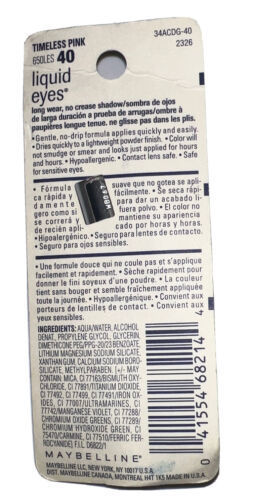 TIMELESS PINK
650LES 40
34ACDG-40
2326
liquid
eyes®
long wear, no crease shadow/sombra de ojos
de larga duración a prueba de arrugas/ombre à
paupières longue tenue. ne glisse pas dans les plis.
• Gentle, no-drip formula applies quickly and easily.
• Dries quickly to a lightweight powder finish. • Color will
not smudge or smear and looks just applied for hours
• Hypoallergenic. • Contact lens safe. • Safe
for sensitive eyes.
• Fórmula suave que no gotea se apli-
ca rápida y fácilmente. • Se seca rápi-
damente para dar un acabado li-
gero como si fuera polvo. • El color no
se corre ni mantiene su apariencia
de recién aplicado por horas y horas.
• Hipoalergénico. • Seguro para lentes de contacto.
• Seguro para ojos sensibles.
• Une formule douce qui ne coule pas et s'applique
facilement et rapidement. • Sèche rapidement pour
donner le fini soyeux d'une poudre. • La couleur
tient sans bouger et semble fraîchement appliquée
toute la journée. • Hypoallergénique. • Convient aux
porteurs de lentilles de contact. • Convient aux yeux
sensibles.
INGREDIENTS: AQUA/WATER, ALCOHOL
DENAT, PROPYLENE GLYCOL, GLYCERIN,
DIMETHICONE PEG/PPG-20/23 BENZOATE,
LITHIUM MAGNESIUM SODIUM SILICATE,
XANTHAN GUM, CALCIUM SODIUM BORO-
SILICATE, METHYLPARABEN. [+/- MAY
CONTAIN: MICA, CI 77163/BISMUTH OXY-
CHLORIDE, CI 77891/TITANIUM DIOXIDE,
CI 77492, CI 77499, CI 77491/IRON OX-
IDES, CI 77007/ULTRAMARINES, CI
77742/MANGANESE VIOLET, CI 77288/
CHROMIUM OXIDE GREENS, CI 77289/
CHROMIUM HYDROXIDE GREEN, CI
75470/CARMINE, CI 77510/FERRIC FER-
ROCYANIDE]. F.I.L. D6822/1
MAYBELLINE
MAYBELLINE LLC, NEW YORK, NY 10017 U.S.A.
DIST. MAYBELLINE CANADA, MONTREAL H4T 1K5 MADE IN U.S.A.
41554 68214
0